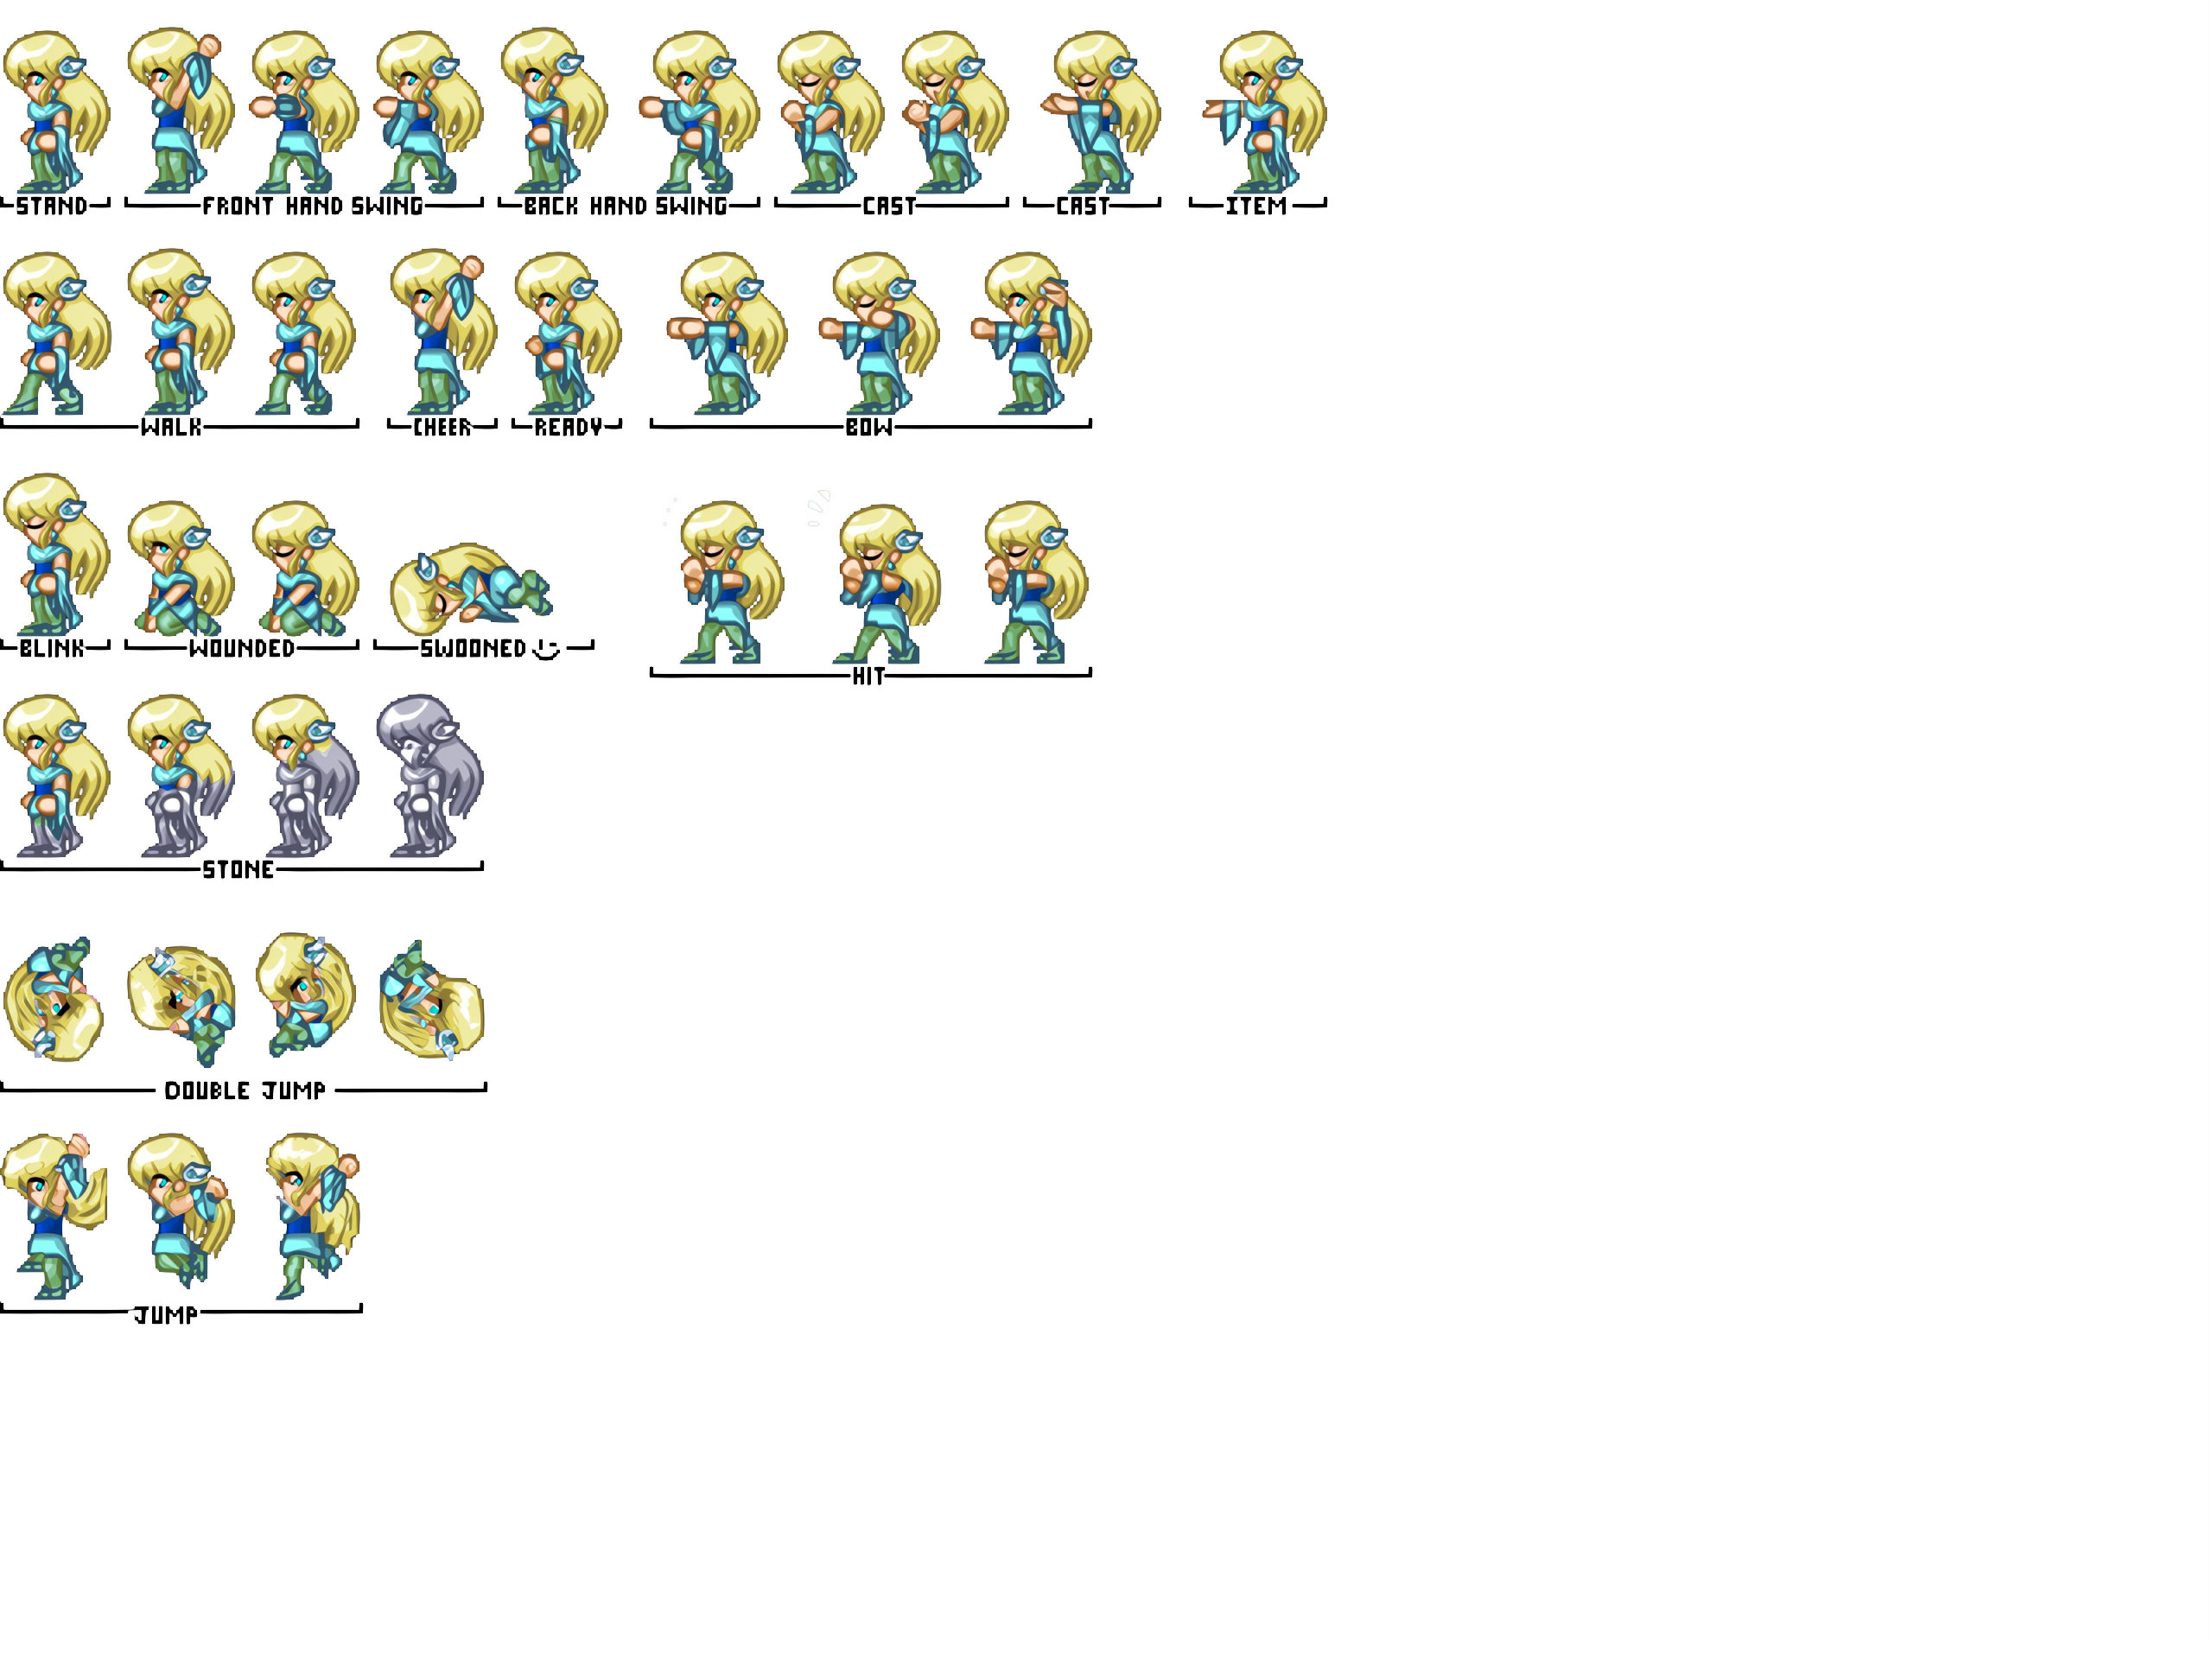 STAND FRONT HAND SWING BACK HAND SWING CAST CAST ITEM
WALK CHEER READY BOW
BLINK WOUNDED SWOONED
HIT
STONE
DOUBLE JUMP
JUMP